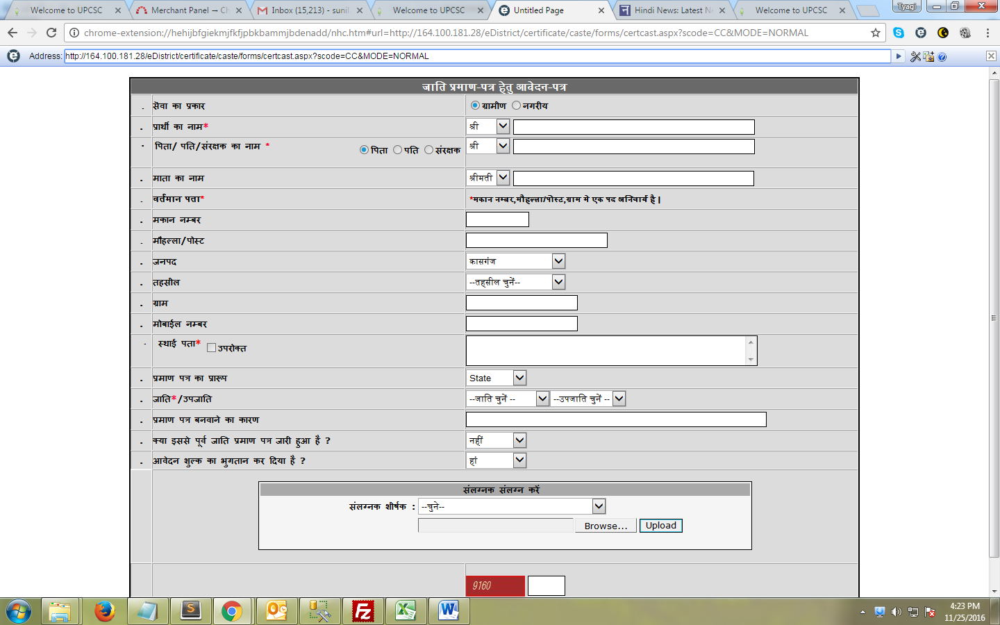 Welcome to UPCSC
Merchant Panel → Ch
Inbox (15,213) - sunil
Welcome to UPCSC
Untitled Page
Hindi News: Latest N
Welcome to UPCSC
Tyagi
chrome-extension://hehijbfgiekmjfkfjpbkbammjbdenadd/nhc.htm#url=http://164.100.181.28/eDistrict/certificate/caste/forms/certcast.aspx?scode=CC&MODE=NORMAL
Address: http://164.100.181.28/eDistrict/certificate/caste/forms/certcast.aspx?scode=CC&MODE=NORMAL
जाति प्रमाण-पत्र हेतु आवेदन-पत्र
. सेवा का प्रकार ग्रामीण नगरीय
. प्रार्थी का नाम* श्री
. पिता/ पति/संरक्षक का नाम * पिता पति संरक्षक श्री
. माता का नाम श्रीमती
. वर्तमान पता* *मकान नम्बर,मौहल्ला/पोस्ट,ग्राम मे एक पद अनिवार्य है |
. मकान नम्बर
. मौहल्ला/पोस्ट
. जनपद कासगंज
. तहसील --तहसील चुनें--
. ग्राम
. मोबाईल नम्बर
. स्थाई पता* उपरोक्त
. प्रमाण पत्र का प्रारूप State
. जाति*/उपजाति --जाति चुनें -- --उपजाति चुनें --
. प्रमाण पत्र बनवाने का कारण
. क्या इससे पूर्व जाति प्रमाण पत्र जारी हुआ है ? नहीं
. आवेदन शुल्क का भुगतान कर दिया है ? हां
संलग्नक संलग्न करें
संलग्नक शीर्षक : --चुने--
Browse... Upload
9160
4:23 PM
11/25/2016